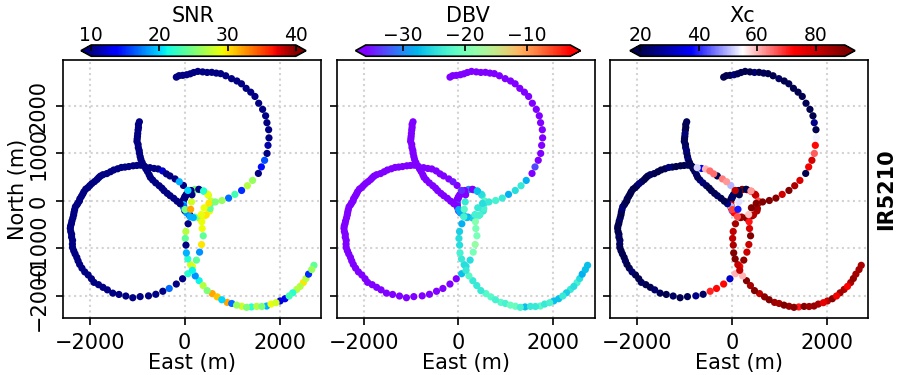 SNR
DBV
Xc
10 20 30 40
−30 −20 −10
20 40 60 80
North (m)
2000
1000
0
−1000
−2000
−2000 0 2000
−2000 0 2000
−2000 0 2000
East (m)
East (m)
East (m)
IR5210